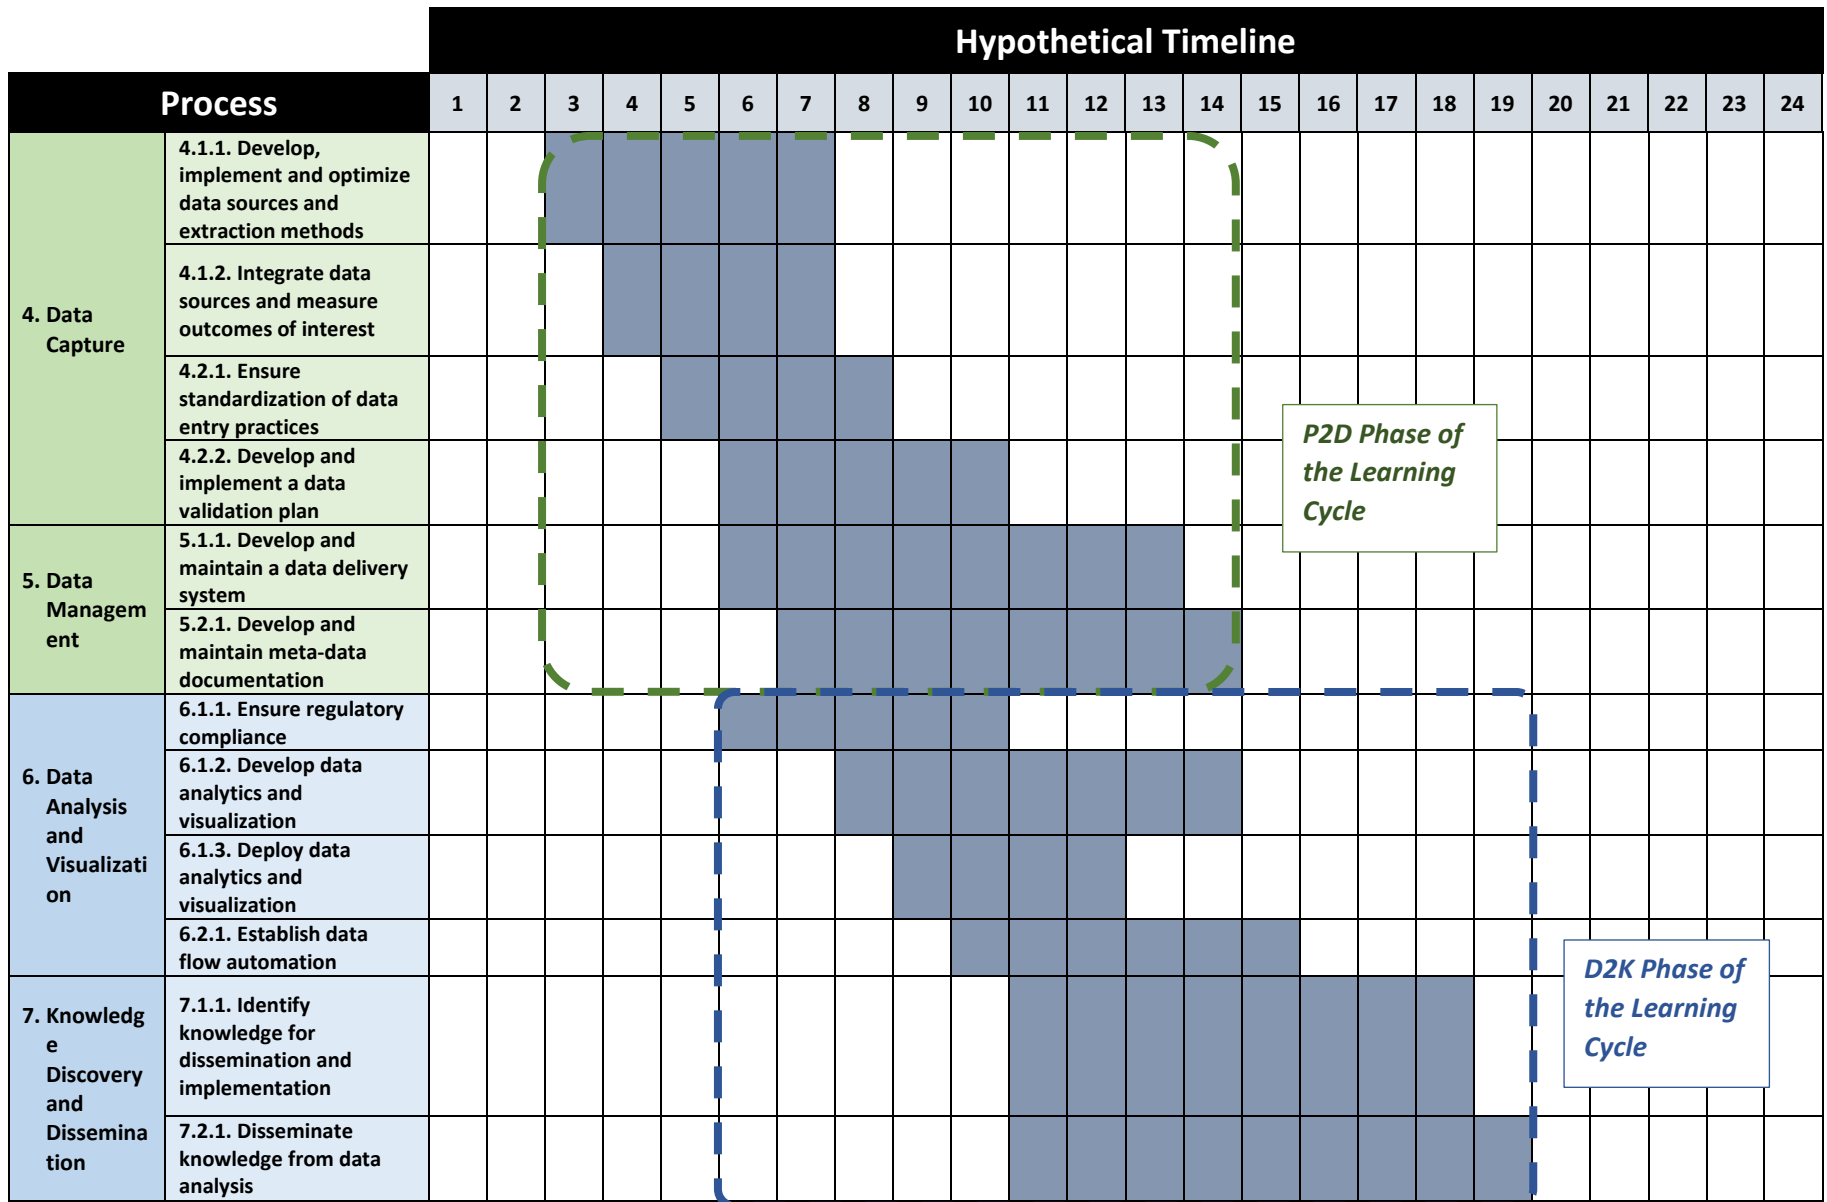 Hypothetical Timeline
Process 1 2 3 4 5 6 7 8 9 10 11 12 13 14 15 16 17 18 19 20 21 22 23 24
4. Data
Capture
4.1.1. Develop,
implement and optimize
data sources and
extraction methods
4.1.2. Integrate data
sources and measure
outcomes of interest
4.2.1. Ensure
standardization of data
entry practices
4.2.2. Develop and
implement a data
validation plan
5. Data
Managem
ent
5.1.1. Develop and
maintain a data delivery
system
5.2.1. Develop and
maintain meta-data
documentation
P2D Phase of
the Learning
Cycle
6. Data
Analysis
and
Visualizati
on
6.1.1. Ensure regulatory
compliance
6.1.2. Develop data
analytics and
visualization
6.1.3. Deploy data
analytics and
visualization
6.2.1. Establish data
flow automation
7. Knowledg
e
Discovery
and
Dissemina
tion
7.1.1. Identify
knowledge for
dissemination and
implementation
7.2.1. Disseminate
knowledge from data
analysis
D2K Phase of
the Learning
Cycle